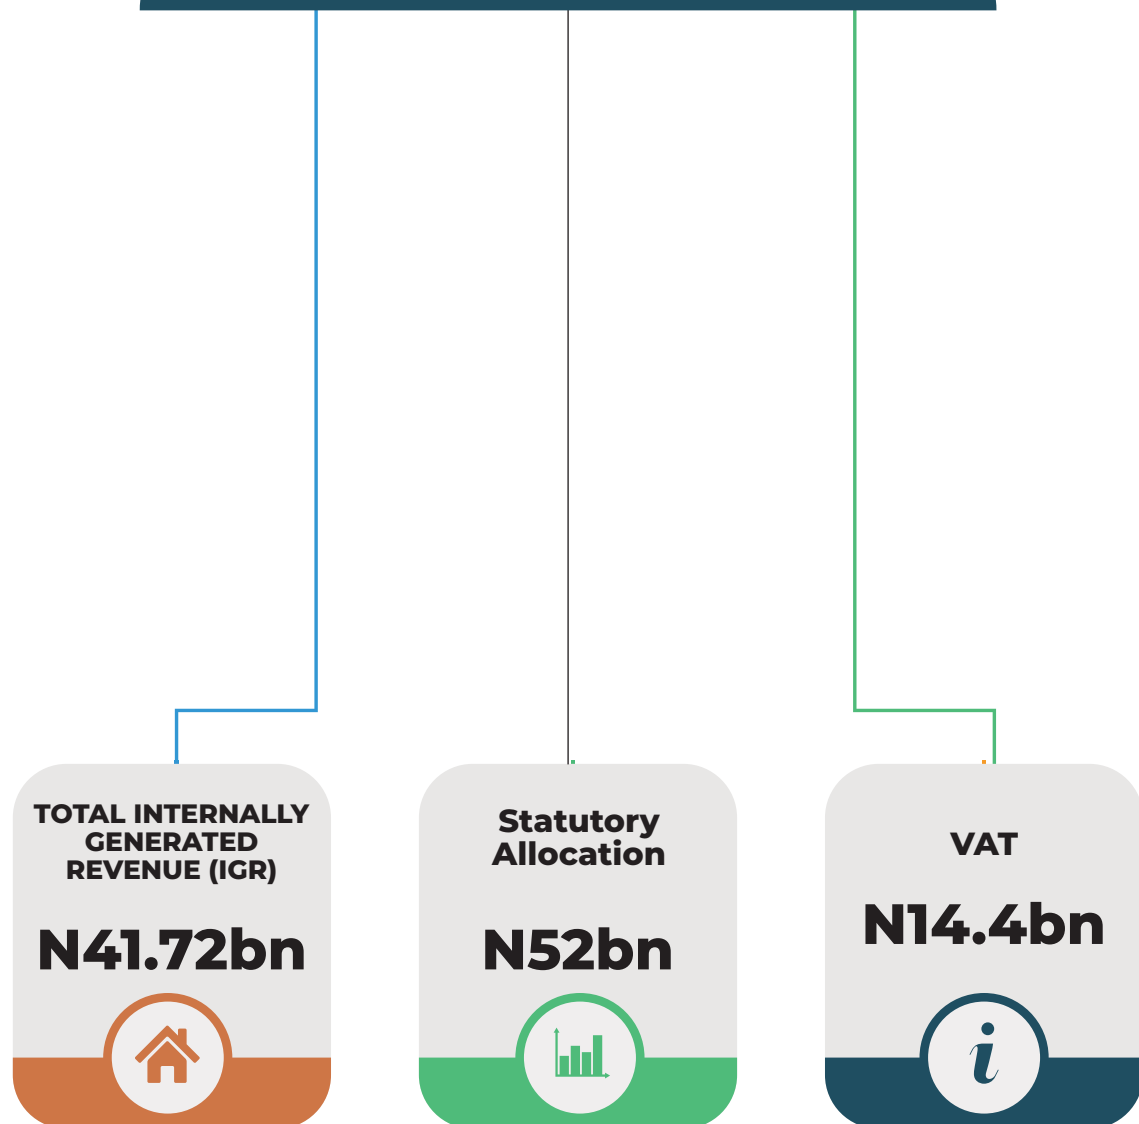 TOTAL INTERNALLY
GENERATED
REVENUE (IGR)
N41.72bn
Statutory
Allocation
N52bn
VAT
N14.4bn
i